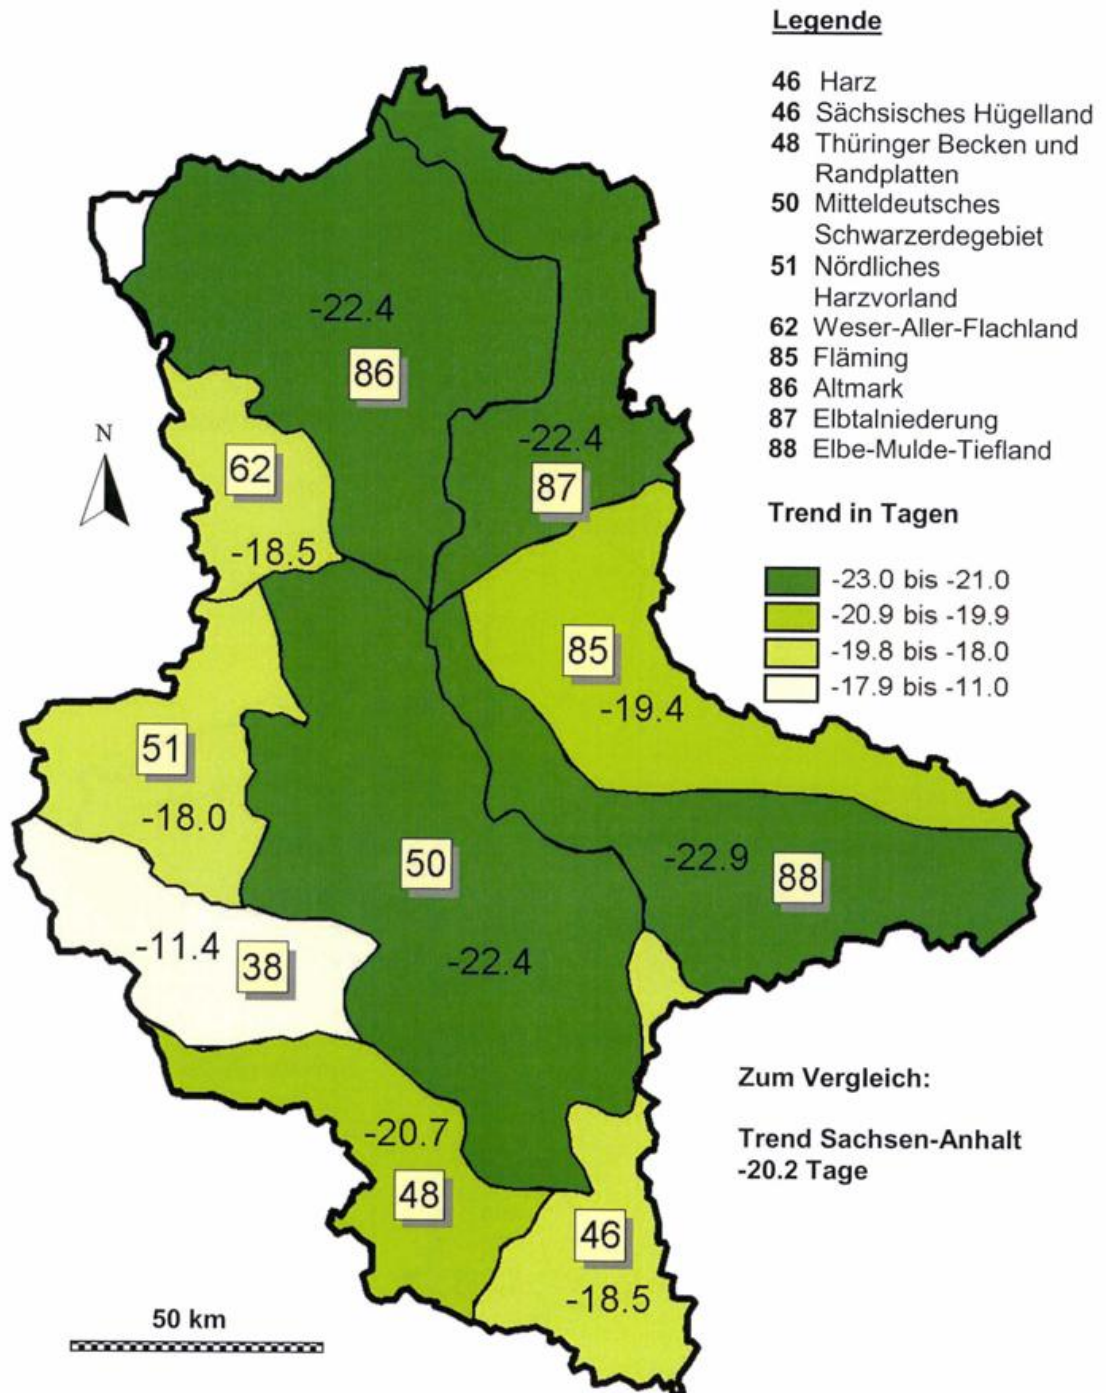 Legende
46 Harz
46 Sächsisches Hügelland
48 Thüringer Becken und
Randplatten
50 Mitteldeutsches
Schwarzerdegebiet
51 Nördliches
Harzvorland
62 Weser-Aller-Flachland
85 Fläming
86 Altmark
87 Elbtalniederung
88 Elbe-Mulde-Tiefland
Trend in Tagen
-23.0 bis -21.0
-20.9 bis -19.9
-19.8 bis -18.0
-17.9 bis -11.0
-22.4
86
N
-22.4
87
62
-18.5
85
-19.4
51
-18.0
50
-22.9
88
-11.4
38
-22.4
Zum Vergleich:
Trend Sachsen-Anhalt
-20.2 Tage
-20.7
48
46
-18.5
50 km